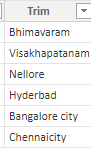 Trim
Bhimavaram
Visakhapatanam
Nellore
Hyderbad
Bangalore city
Chennaicity